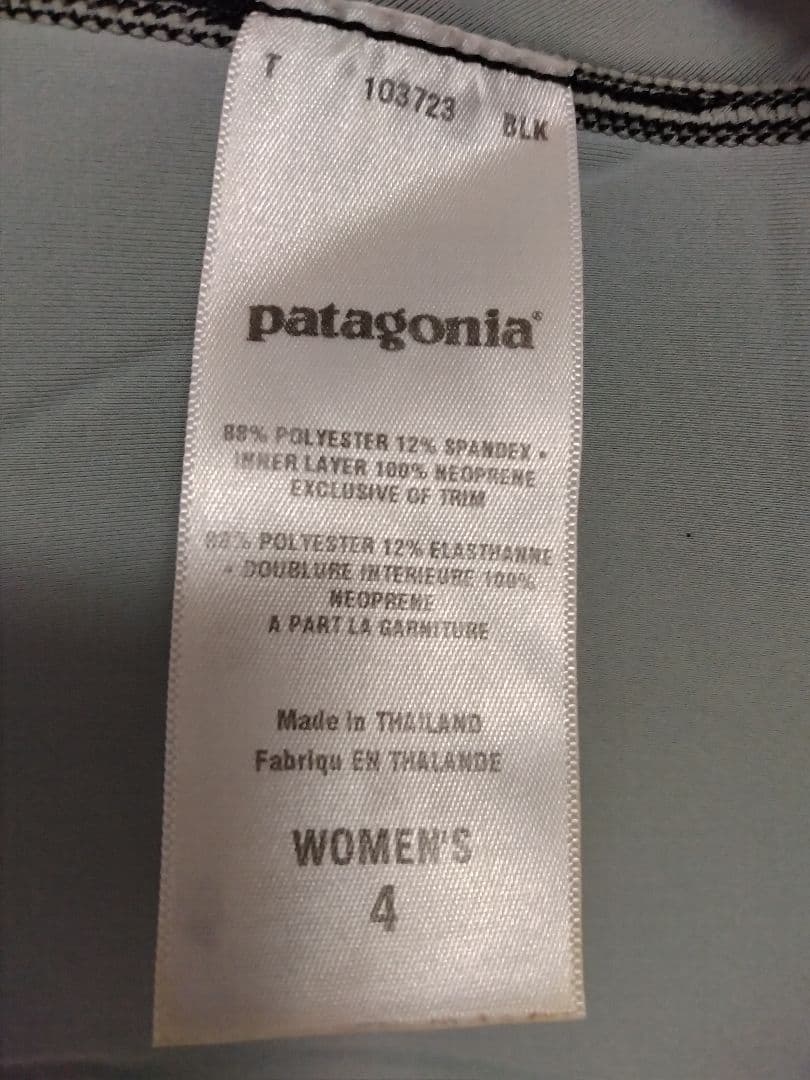 T 103723 BLK
patagonia®
88% POLYESTER 12% SPANDEX •
INNER LAYER 100% NEOPRENE
EXCLUSIVE OF TRIM
88% POLYESTER 12% ELASTHANNE
• DOUBLURE INTERIEURE 100%
NEOPRENE
A PART LA GARNITURE
Made in THAILAND
Fabriqu EN THALANDE
WOMEN'S
4